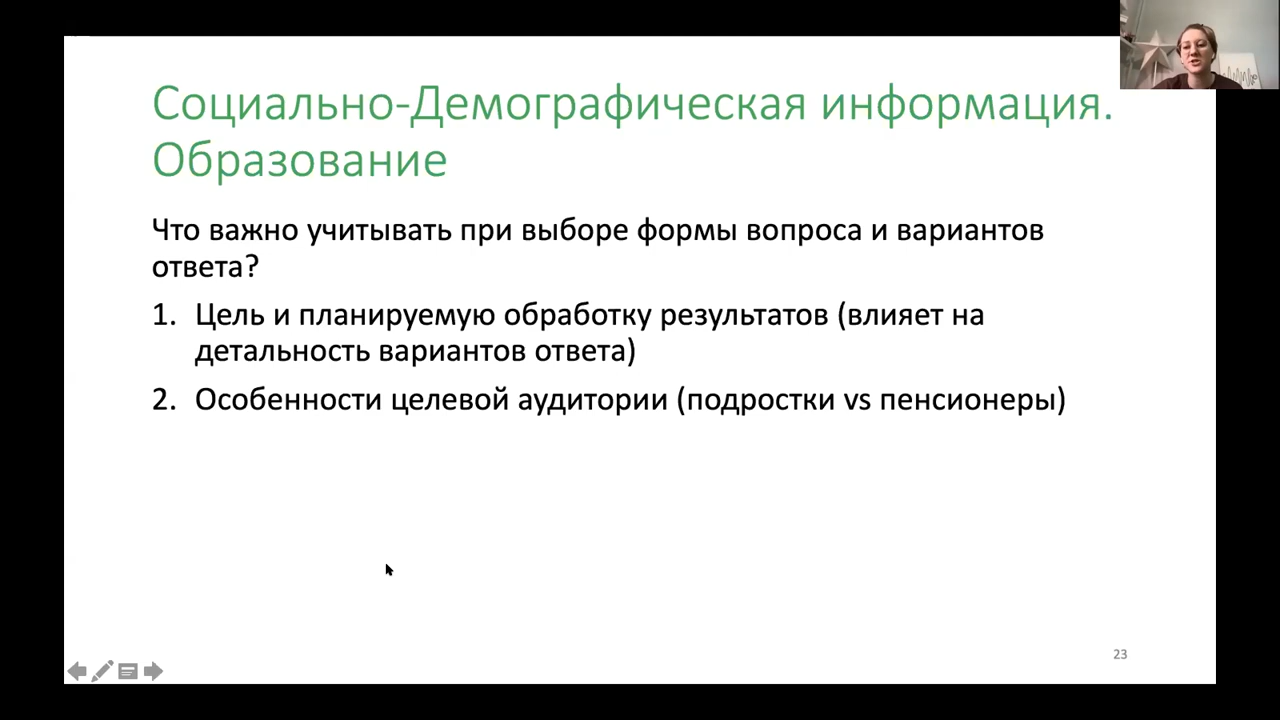 Социально-Демографическая информация.
Образование
Что важно учитывать при выборе формы вопроса и вариантов
ответа?
1. Цель и планируемую обработку результатов (влияет на
детальность вариантов ответа)
2. Особенности целевой аудитории (подростки vs пенсионеры)
23